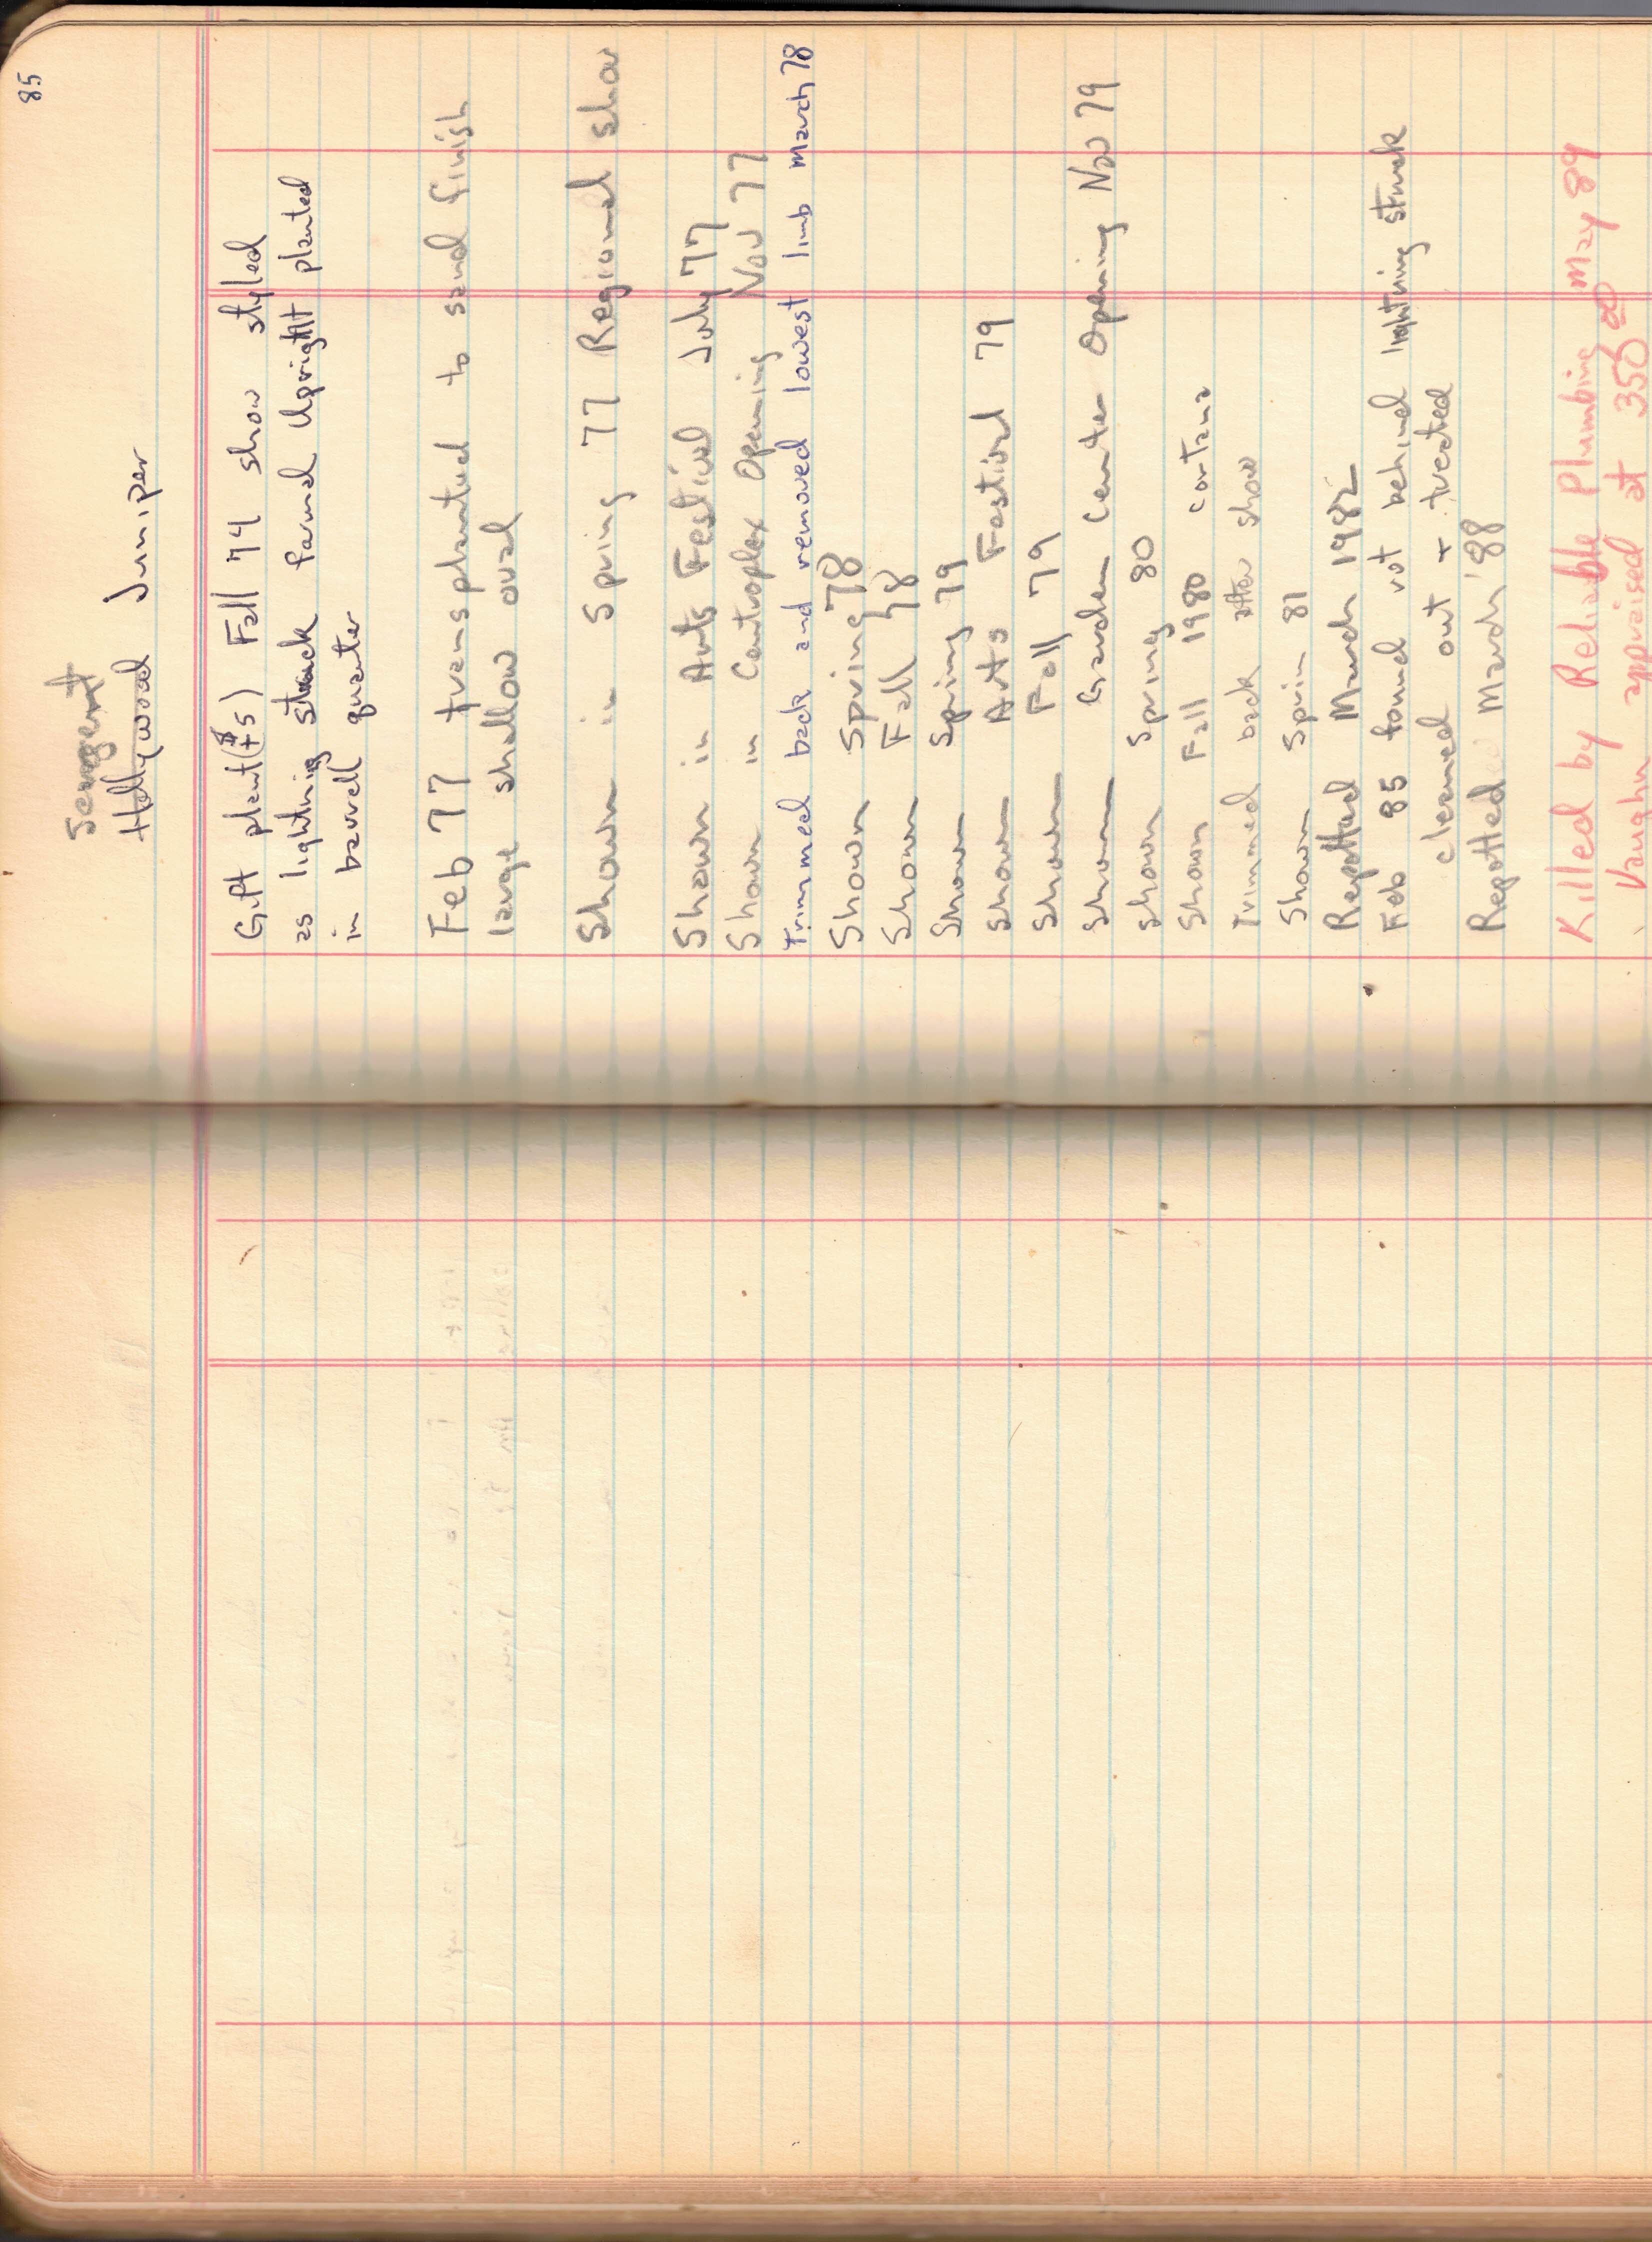 85
Sergent
Hollywood Juniper
Gift plant (+$5) Fall 74 show styled
as lightnig struck formal Upright planted
in barrell quarter
Feb 77 transplanted to sand finish
large shallow oval
Shown in Spring 77 Regional show
Shown in Arts Festival July 77
Shown in Centroplex Opening Nov 77
Trimmed back and removed lowest limb March 78
Shown Spring 78
Shown Fall 78
Shown Spring 79
Shown Arts Festival 79
Shown Fall 79
Shown Garden Center Opening Nov 79
Shown Spring 80
Shown Fall 1980 cortana
Trimmed back after show
Shown Sprin 81
Repotted March 1982
Feb 85 found rot behind lightning struck
cleaned out + treated
Repotted March '88
Killed by Reliable Plumbing May 89
Vaughn appraised at 350.00